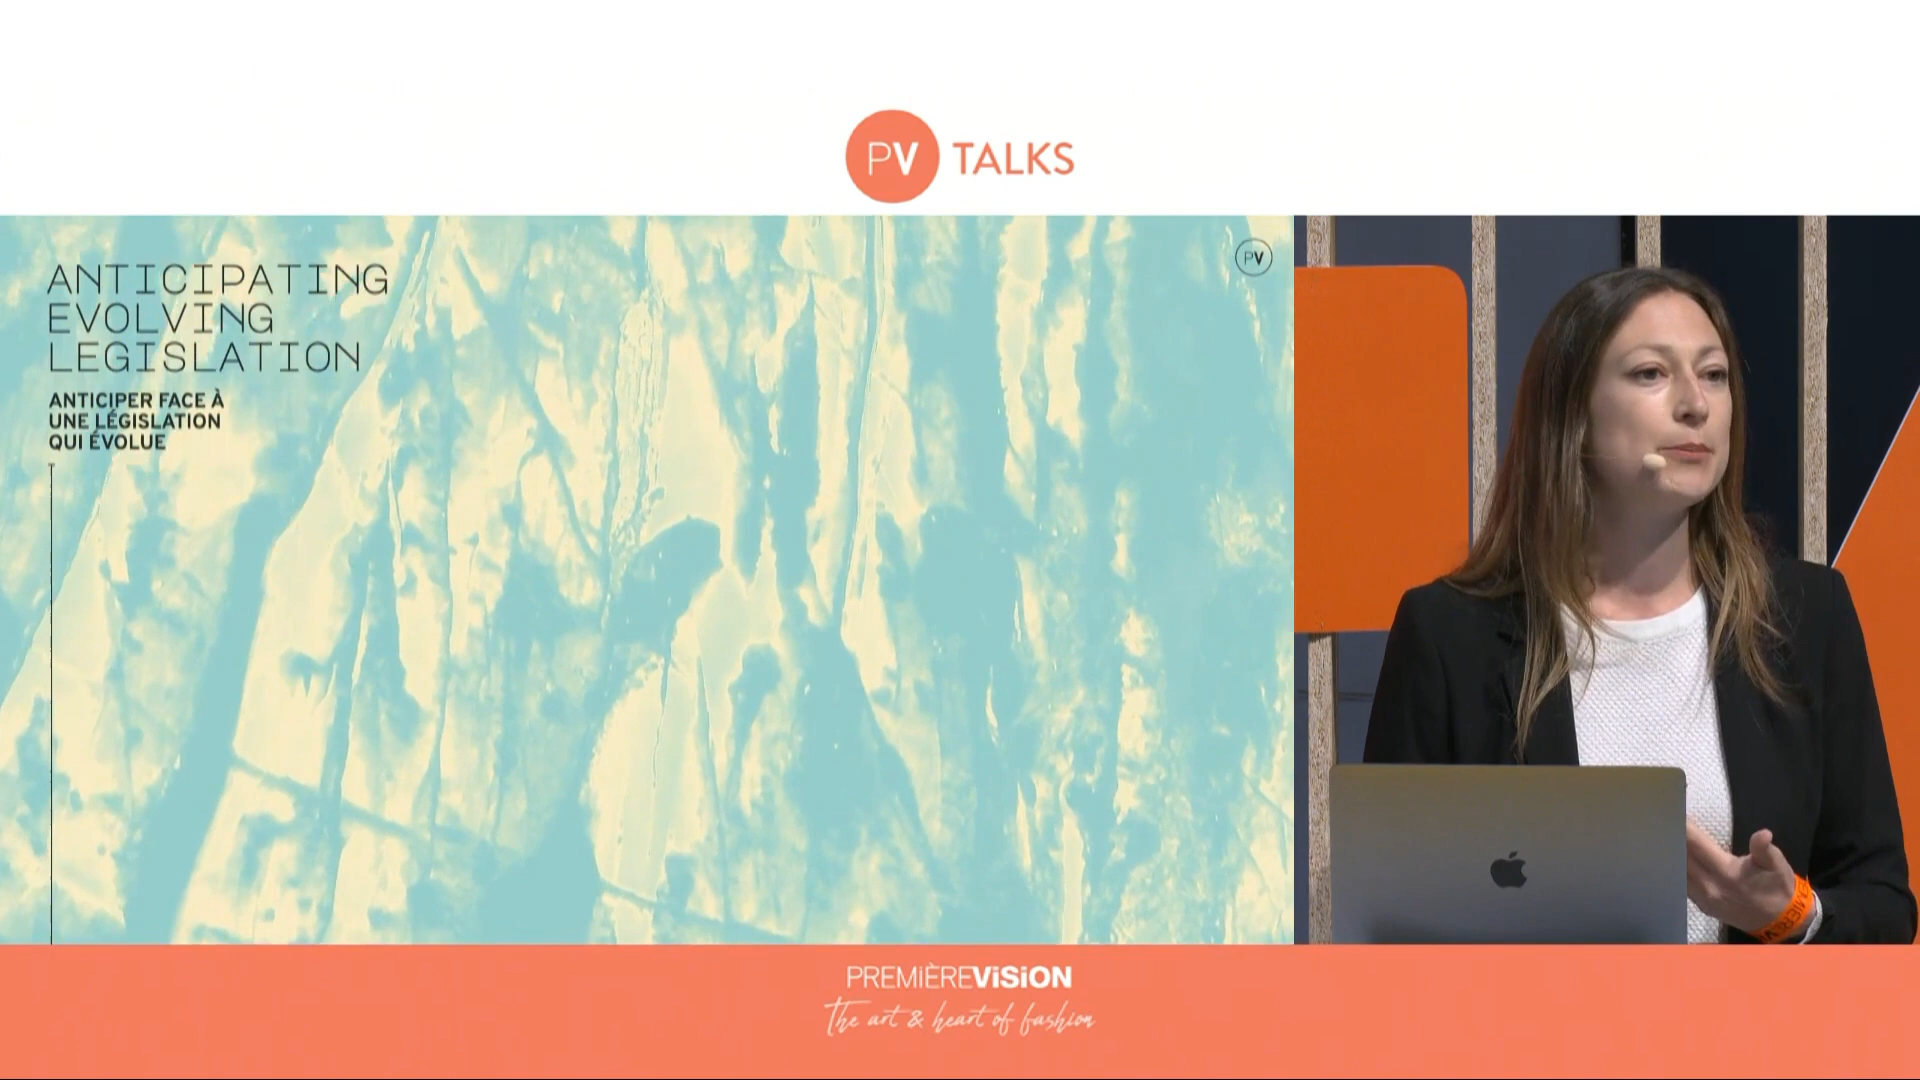 PV TALKS
ANTICIPATING
EVOLVING
LEGISLATION
ANTICIPER FACE À
UNE LÉGISLATION
QUI ÉVOLUE
PV
PREMIÈREViSiON
The art & heart of fashion